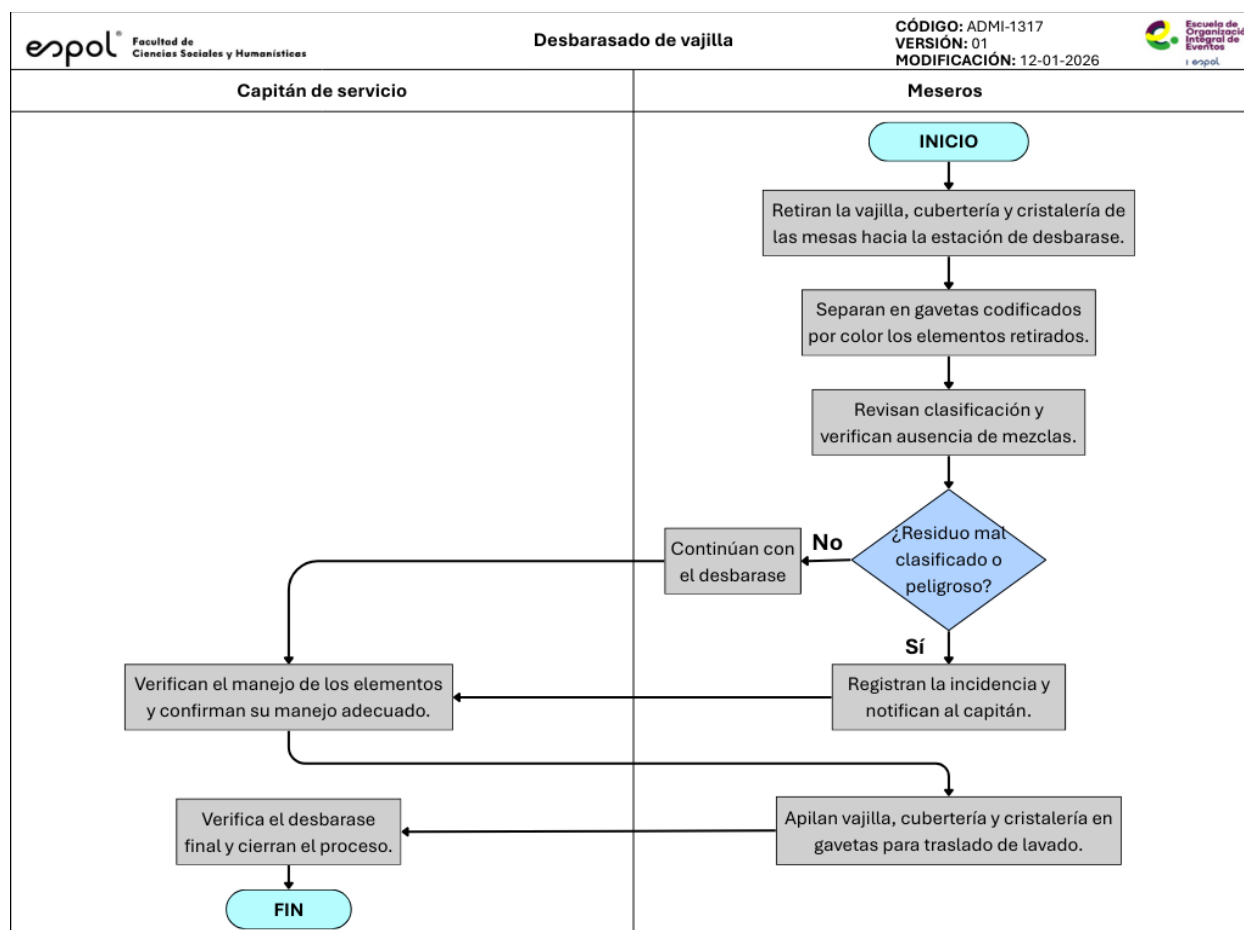 espol
Facultad de
Ciencias Sociales y Humanísticas
Desbarasado de vajilla
CÓDIGO: ADMI-1317
VERSIÓN: 01
MODIFICACIÓN: 12-01-2026
Escuela de
Organizació
Integral de
Eventos
espol
Capitán de servicio
Meseros
INICIO
Retiran la vajilla, cubertería y cristalería de
las mesas hacia la estación de desbarase.
Separan en gavetas codificados
por color los elementos retirados.
Revisan clasificación y
verifican ausencia de mezclas.
¿Residuo mal
clasificado o
peligroso?
No
Continúan con
el desbarase
Sí
Registran la incidencia y
notifican al capitán.
Verifican el manejo de los elementos
y confirman su manejo adecuado.
Apilan vajilla, cubertería y cristalería en
gavetas para traslado de lavado.
Verifica el desbarase
final y cierran el proceso.
FIN